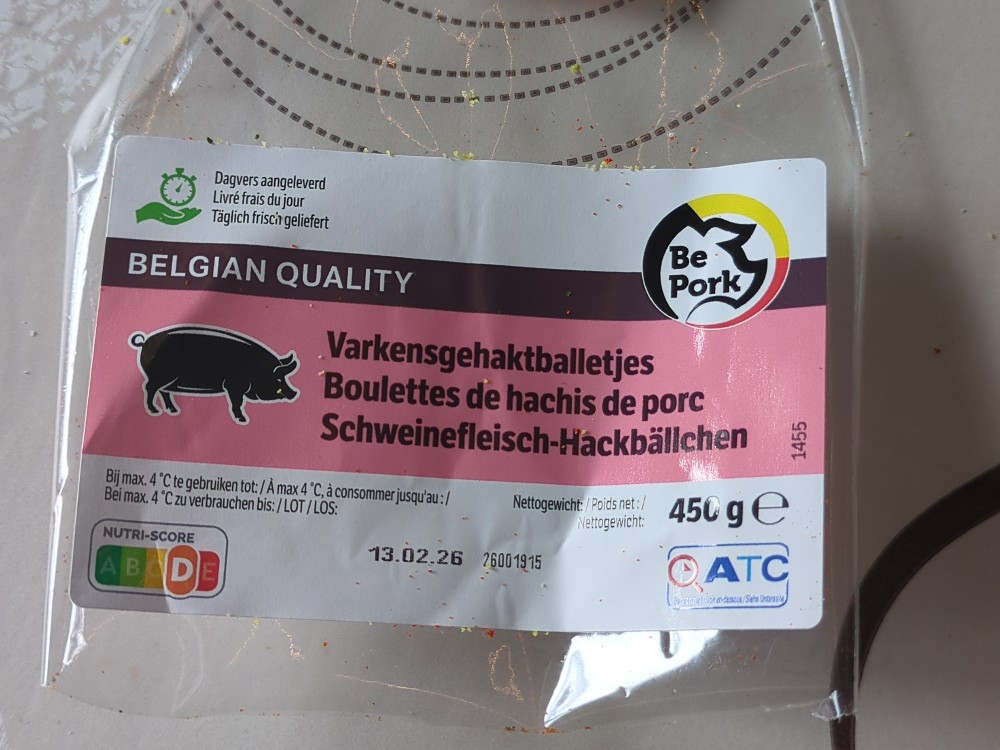 Dagvers aangeleverd
Livré frais du jour
Täglich frisch geliefert
BELGIAN QUALITY
Be
Pork
Varkensgehaktballetjes
Boulettes de hachis de porc
Schweinefleisch-Hackbällchen
1455
Bij max. 4 °C te gebruiken tot: / À max 4 °C, à consommer jusqu'au : /
Bei max. 4 °C zu verbrauchen bis: / LOT / LOS:
Nettogewicht: / Poids net : /
Nettogewicht:
450 g e
NUTRI-SCORE
A B C D E
13.02.26 26001915
ATC
/ Siehe Unterseite